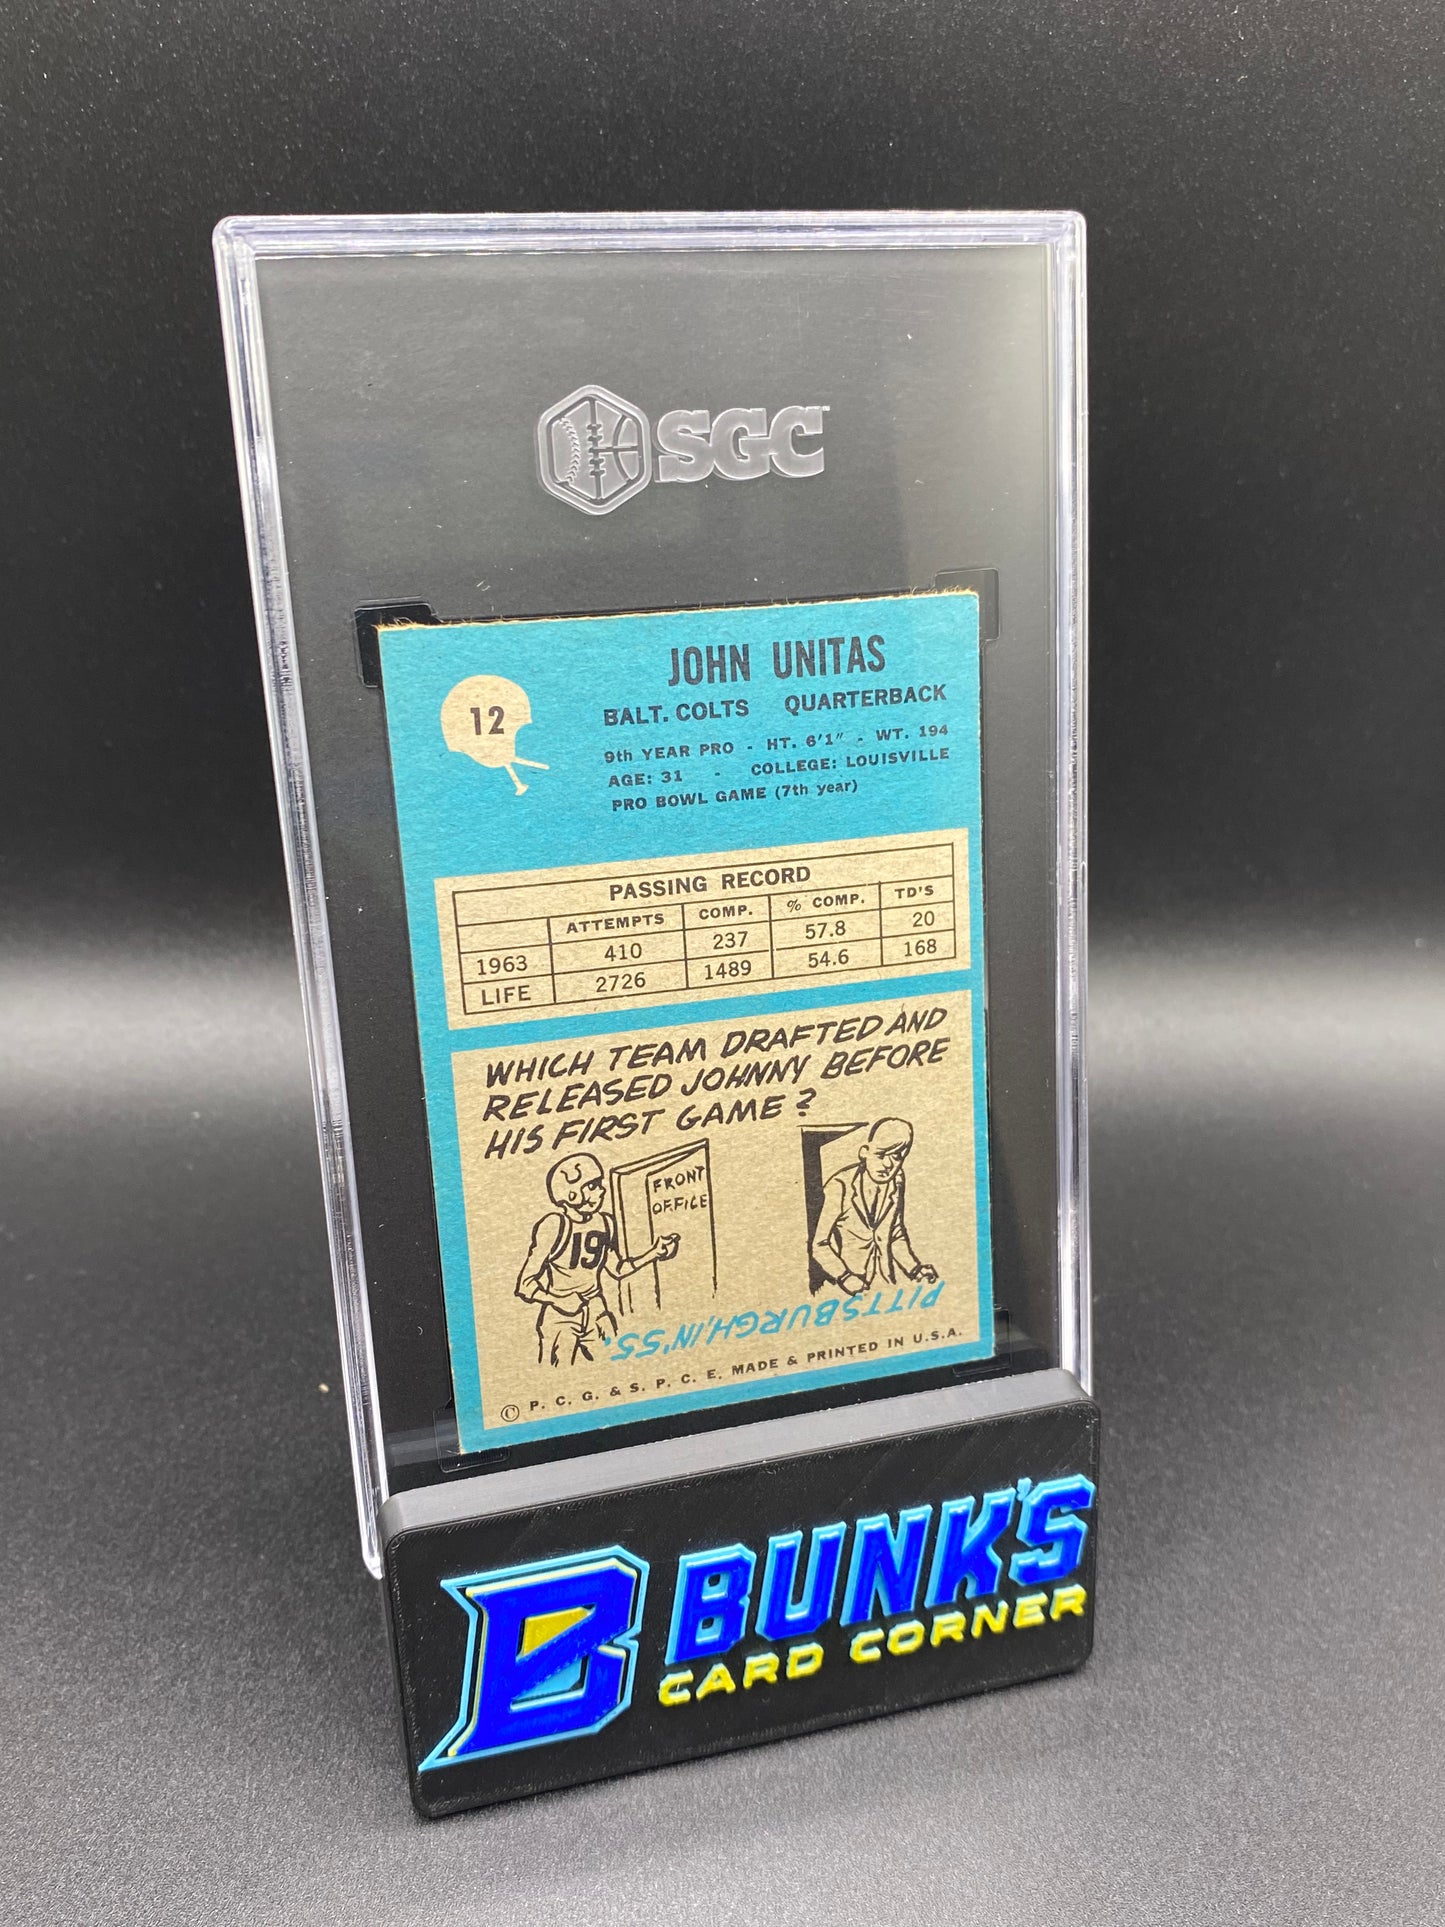 SGC
12
JOHN UNITAS
BALT. COLTS QUARTERBACK
9th YEAR PRO - HT. 6'1" - WT. 194
AGE: 31 - COLLEGE: LOUISVILLE
PRO BOWL GAME (7th year)
PASSING RECORD
ATTEMPTS COMP. % COMP. TD'S
1963 410 237 57.8 20
LIFE 2726 1489 54.6 168
WHICH TEAM DRAFTED AND
RELEASED JOHNNY BEFORE
HIS FIRST GAME?
FRONT
OFFICE
19
PITTSBURGH, IN '55.
© P. C. G. & S. P. C. E. MADE & PRINTED IN U.S.A.
B BUNK'S
CARD CORNER